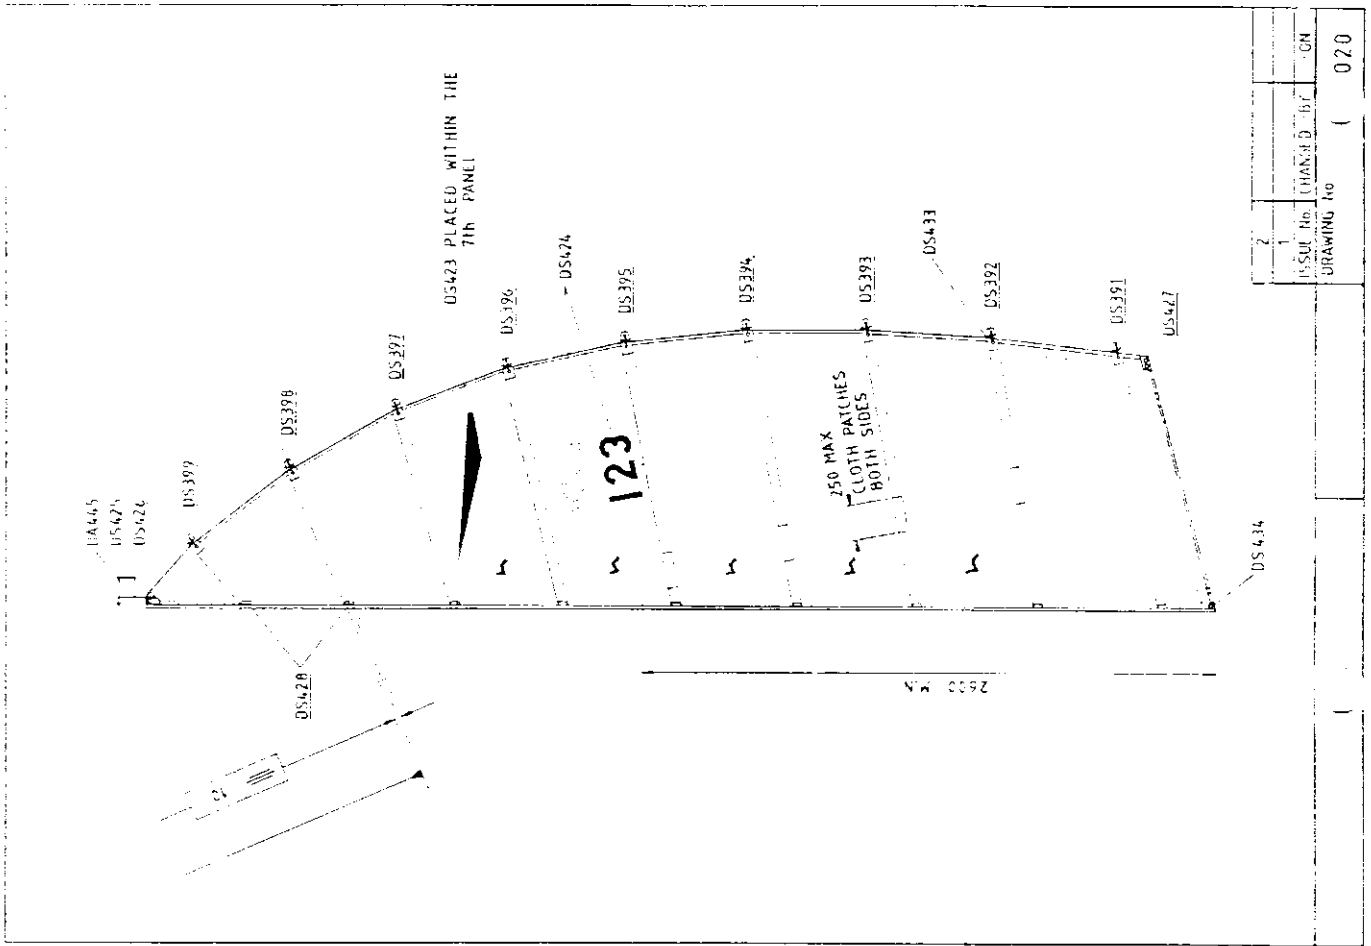 DS425
DS424
DS399
DS398
DS397
DS423 PLACED WITHIN THE
7th PANEL
DS396
DS424
DS395
123
DS394
DS393
DS433
DS392
DS391
DS427
250 MAX
CLOTH PATCHES
BOTH SIDES
DS434
DS428
2600 MIN
2
1
ISSUE No. CHANGED BY ON
DRAWING No
020